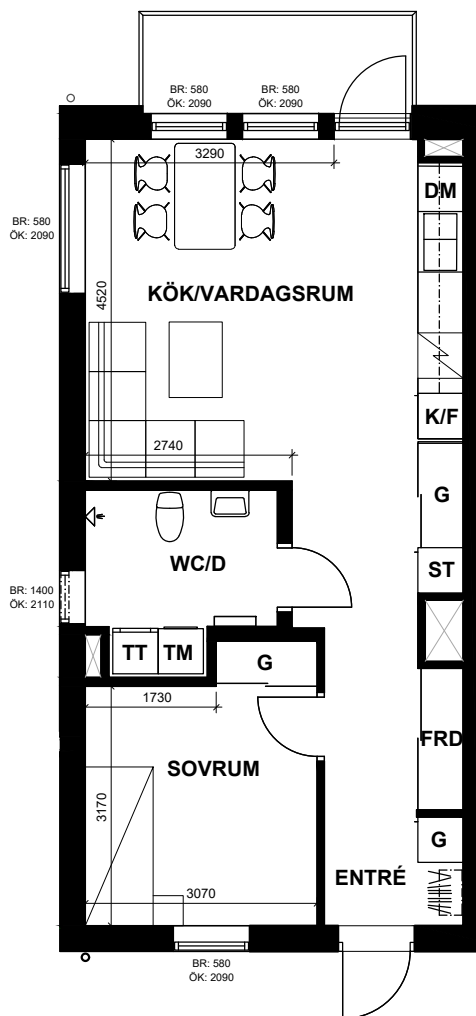 BR: 580
ÖK: 2090
BR: 580
ÖK: 2090
3290
DM
BR: 580
ÖK: 2090
4520
KÖK/VARDAGSRUM
K/F
2740
G
WC/D
ST
BR: 1400
ÖK: 2110
TT
TM
G
1730
FRD
SOVRUM
3170
G
ENTRÉ
3070
BR: 580
ÖK: 2090